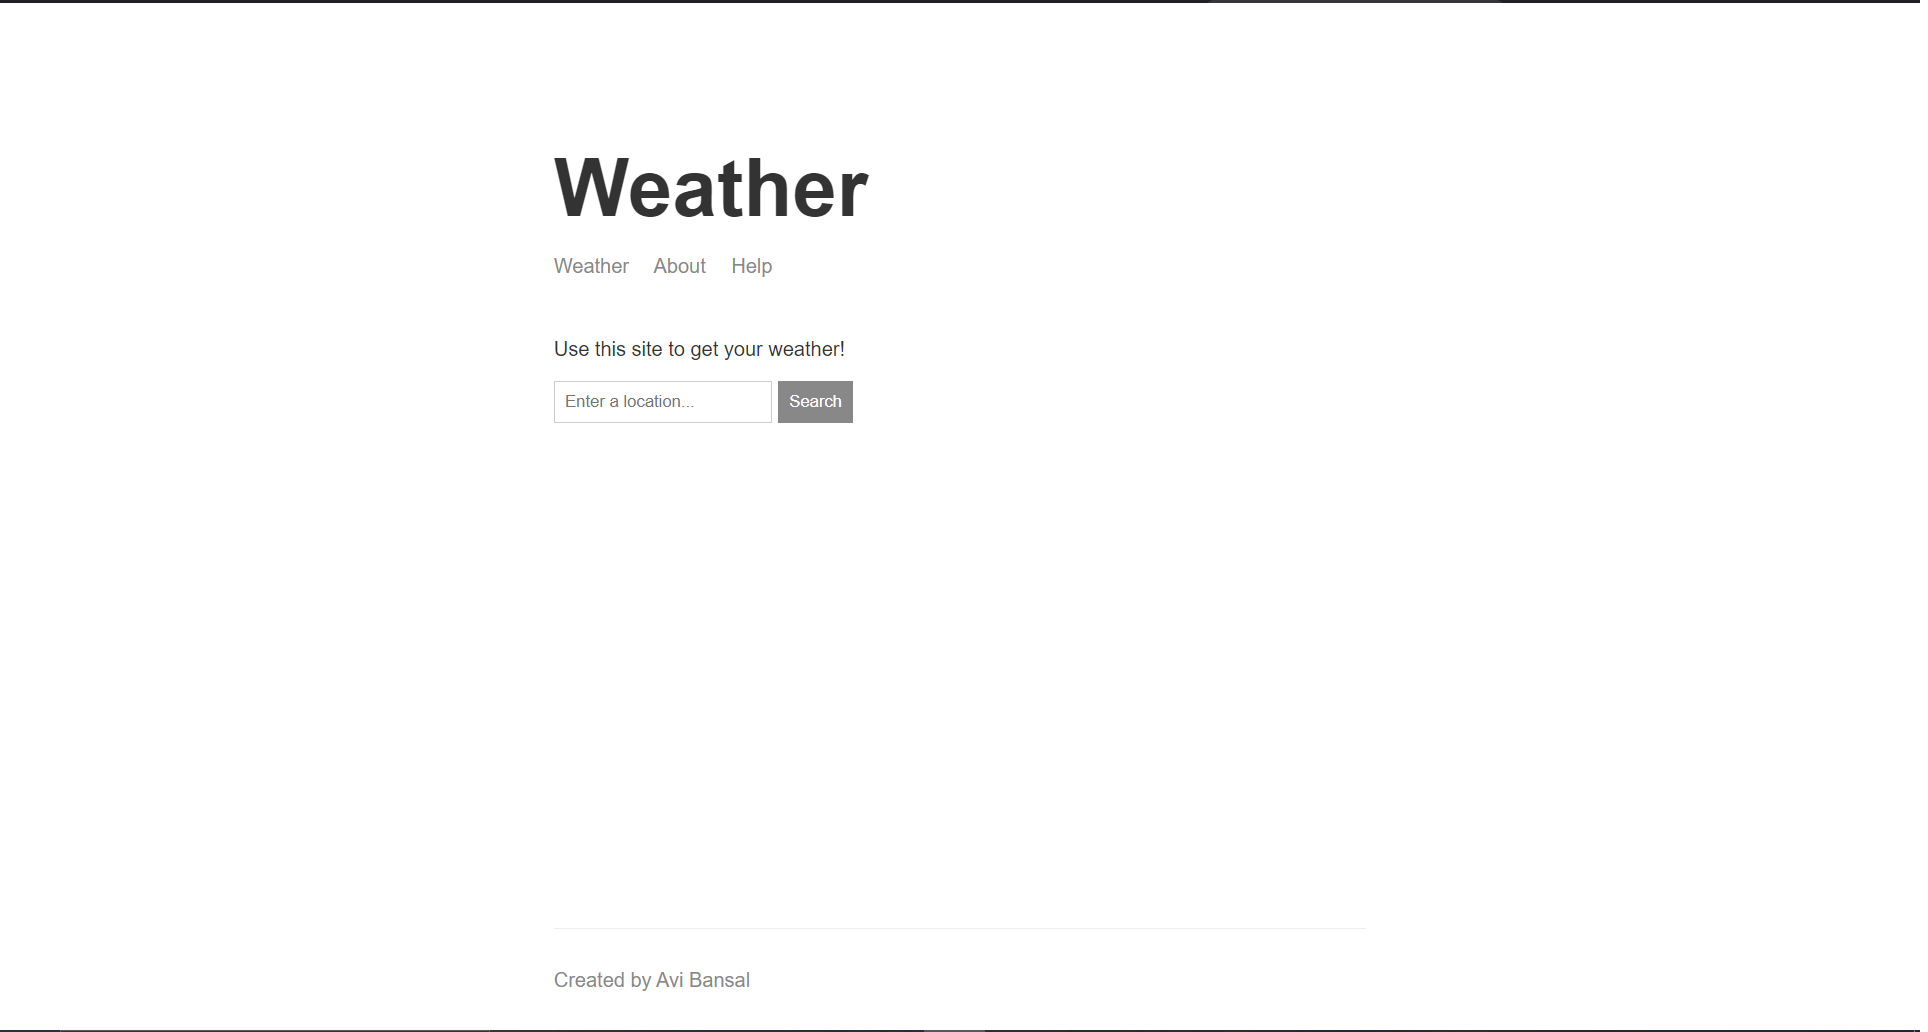 Weather
Weather About Help
Use this site to get your weather!
Enter a location... Search
Created by Avi Bansal